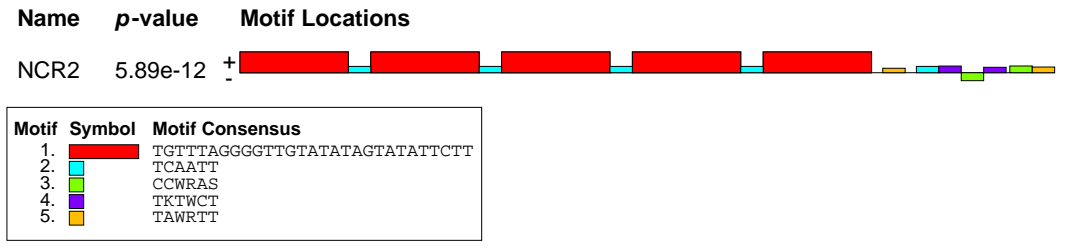 Name p-value Motif Locations
NCR2 5.89e-12 + -
Motif Symbol Motif Consensus
1. TGTTTAGGGGTTGTATATAGTATATTCTT
2. TCAATT
3. CCWRAS
4. TKTWCT
5. TAWRTT